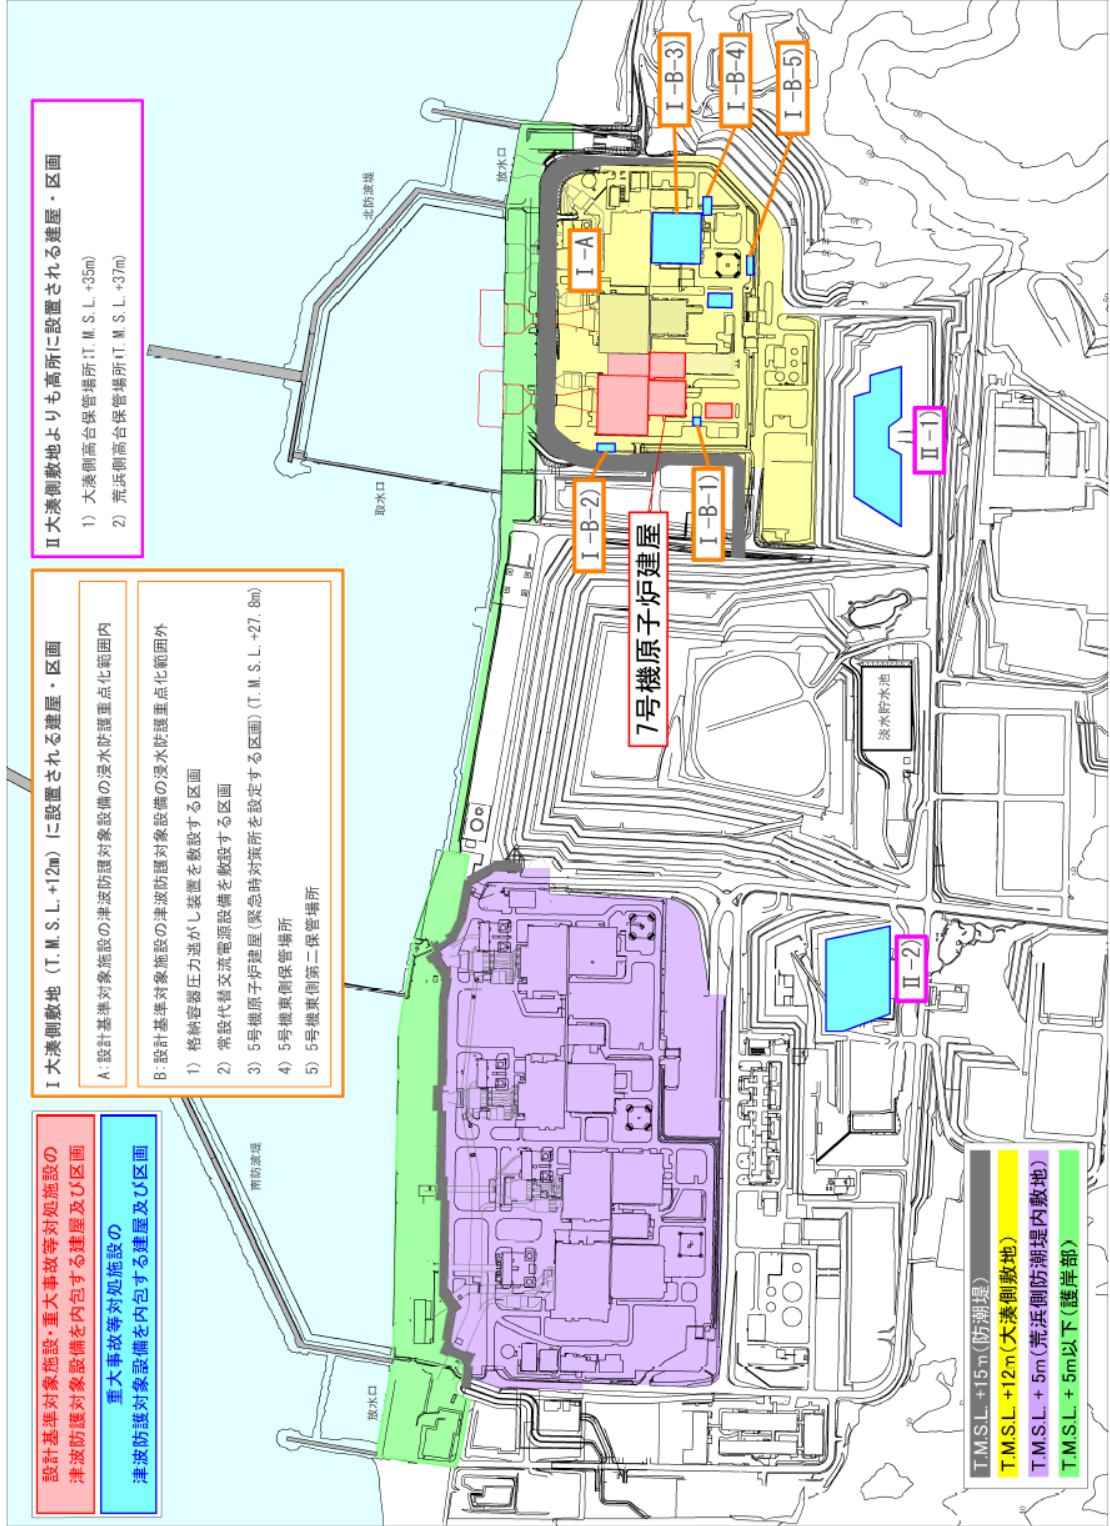 設計基準対象施設・重大事故等対処施設の
津波防護対象設備を内包する建屋及び区画
重大事故等対処施設の
津波防護対象設備を内包する建屋及び区画
Ⅰ 大湊側敷地 (T.M.S.L.+12m) に設置される建屋・区画
A:設計基準対象施設の津波防護対象設備の浸水防護重点化範囲内
B:設計基準対象施設の津波防護対象設備の浸水防護重点化範囲外
1) 格納容器圧力逃がし装置を敷設する区画
2) 常設代替交流電源設備を敷設する区画
3) 5号機原子炉建屋(緊急時対策所を設定する区画)(T.M.S.L.+27.8m)
4) 5号機東側保管場所
5) 5号機東側第二保管場所
Ⅱ 大湊側敷地よりも高所に設置される建屋・区画
1) 大湊側高台保管場所(T.M.S.L.+35m)
2) 荒浜側高台保管場所(T.M.S.L.+37m)
南防波堤
北防波堤
放水口
取水口
放水口
Ⅰ-A
Ⅰ-B-3)
Ⅰ-B-4)
Ⅰ-B-5)
Ⅰ-B-2)
Ⅰ-B-1)
7号機原子炉建屋
淡水貯水池
Ⅱ-1)
Ⅱ-2)
T.M.S.L. +15m(防潮堤)
T.M.S.L. +12m(大湊側敷地)
T.M.S.L. + 5m(荒浜側防潮堤内敷地)
T.M.S.L. + 5m以下(護岸部)